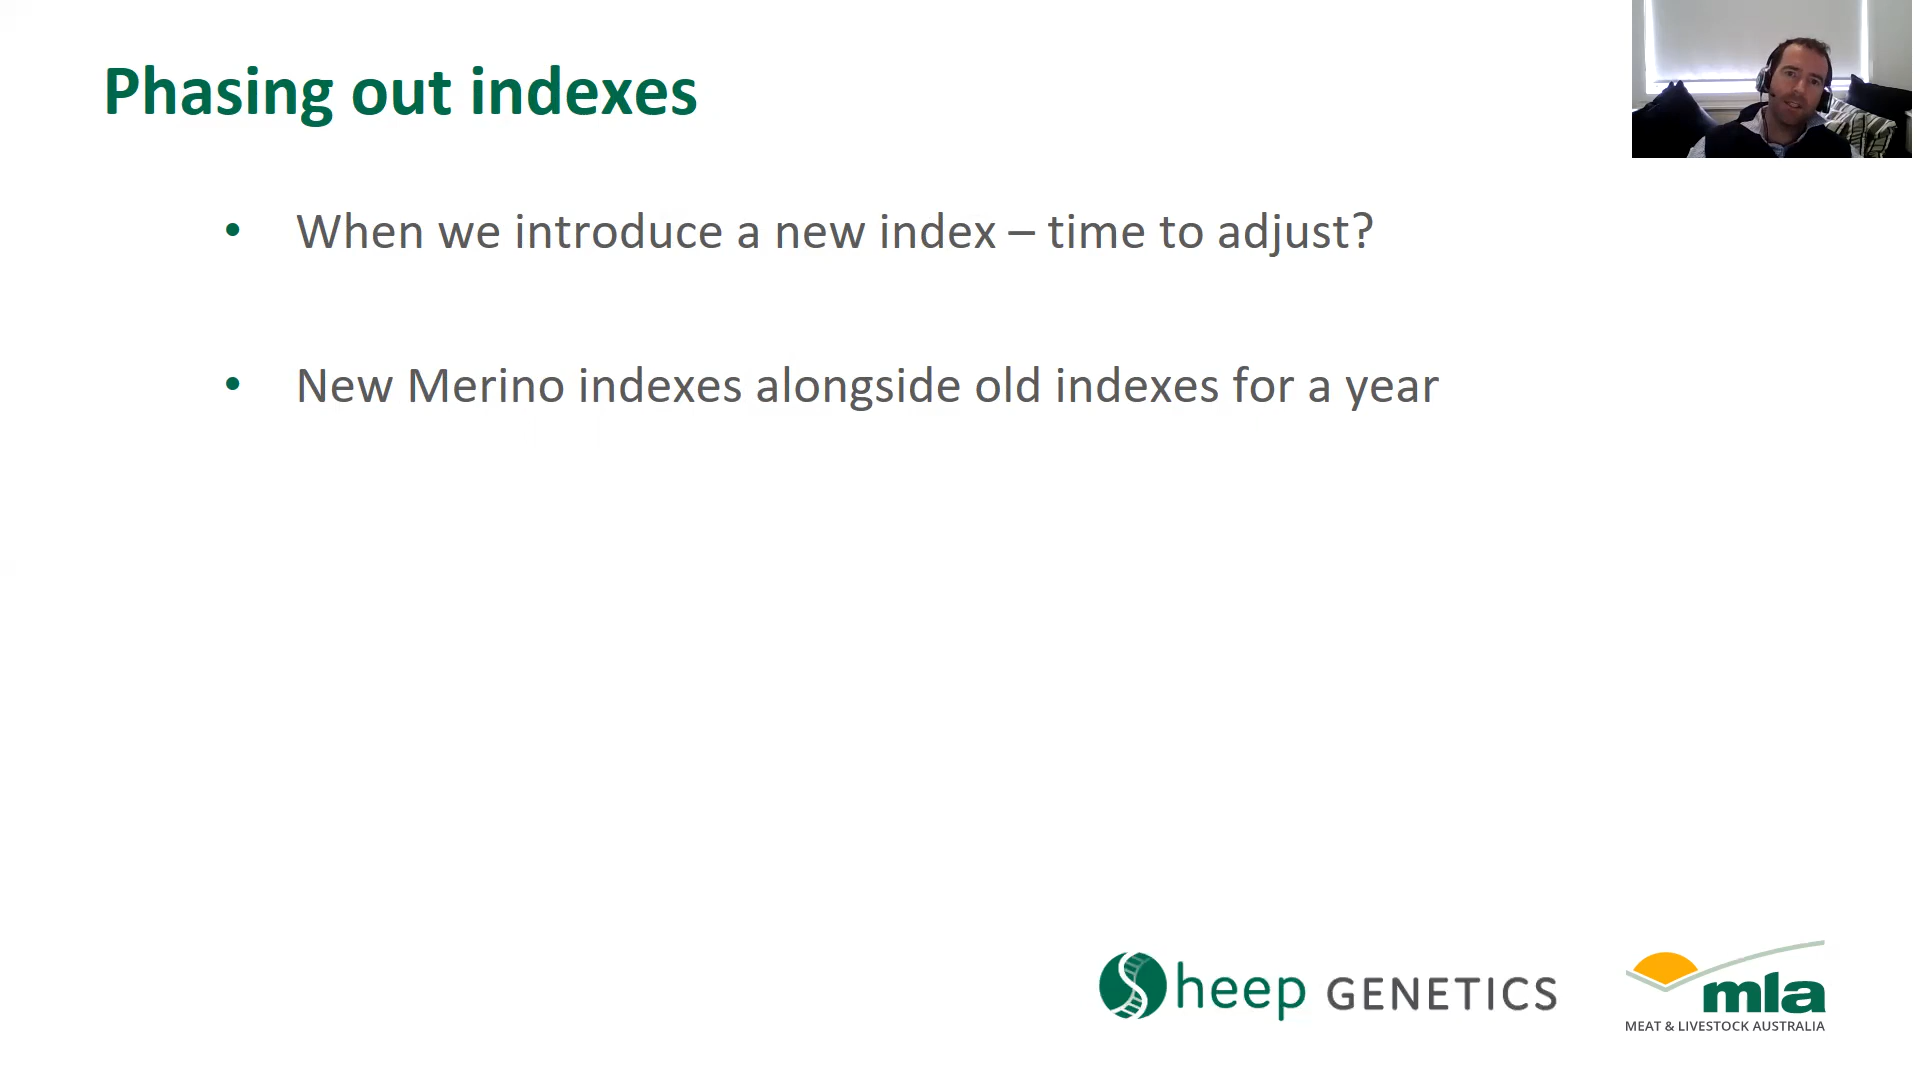 Phasing out indexes
• When we introduce a new index – time to adjust?
• New Merino indexes alongside old indexes for a year
Sheep GENETICS
mla
MEAT & LIVESTOCK AUSTRALIA